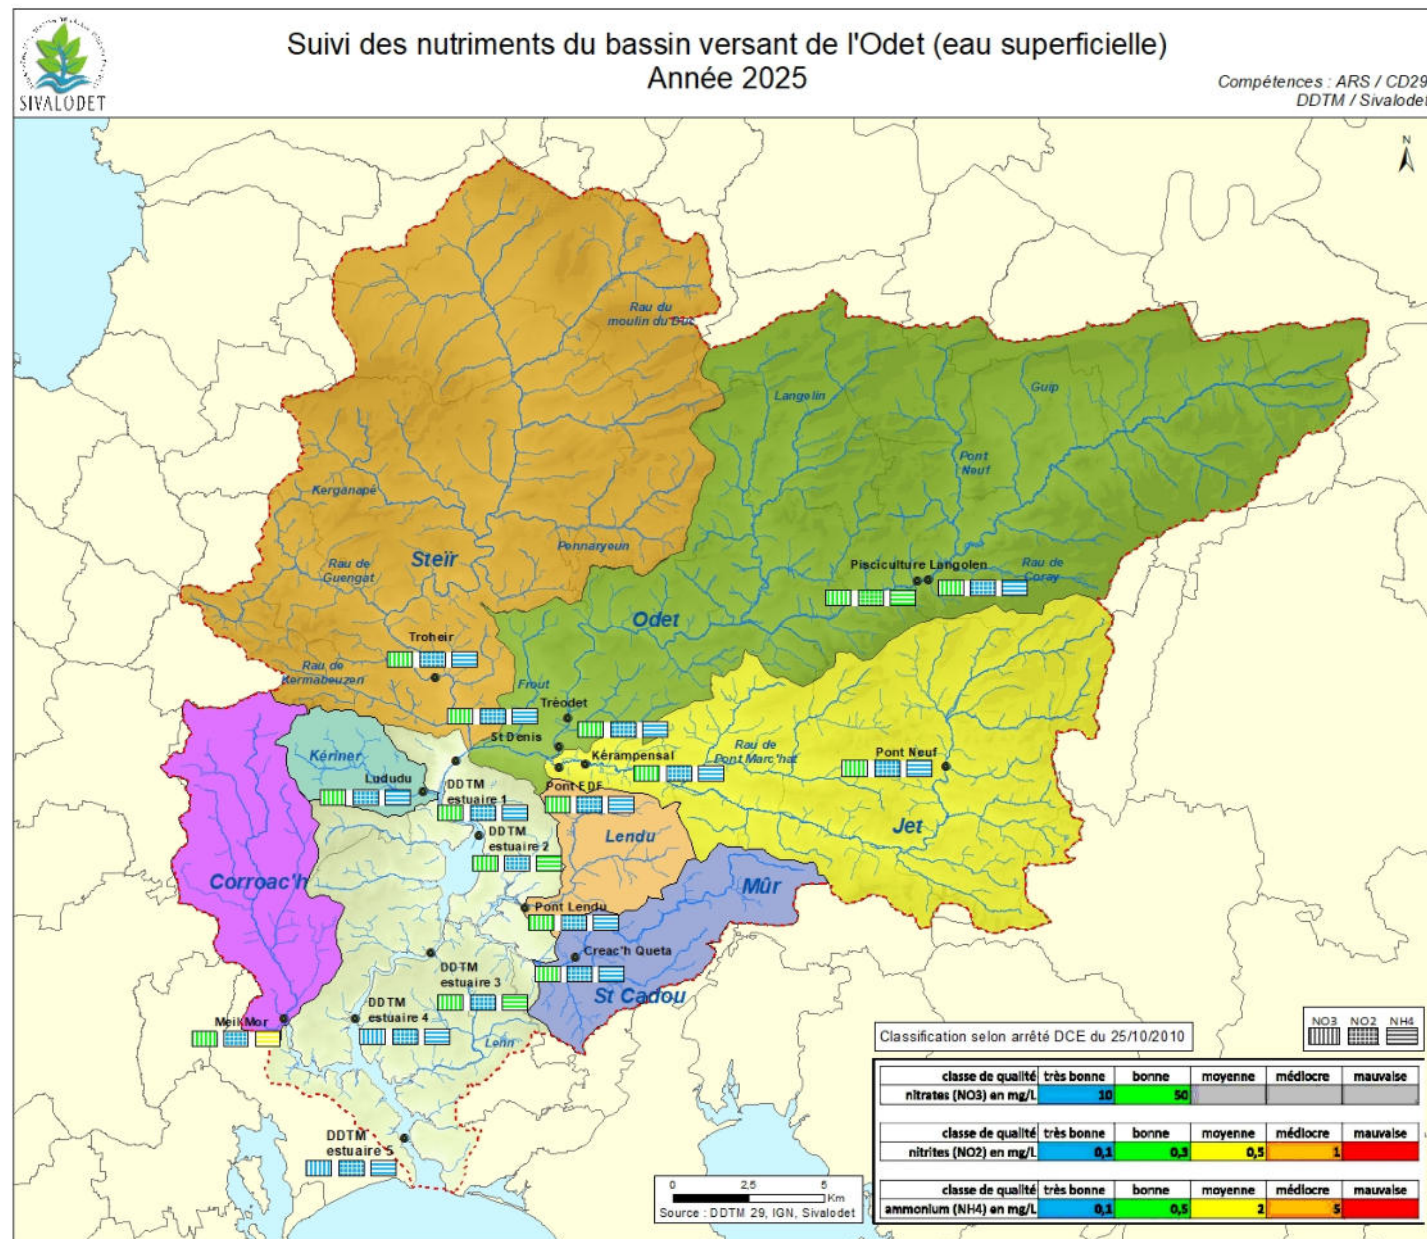 Suivi des nutriments du bassin versant de l'Odet (eau superficielle)
Année 2025
SIVALODET
Compétences : ARS / CD29
DDTM / Sivalodet
N
Rau du
moulin du Duc
Langelin
Guip
Pont
Neuf
Kerganapé
Steïr
Rau de
Guengat
Pennaryeun
Pisciculture Langolen
Rau de
Coray
Odet
Troheir
Rau de
Kermabeuzen
Frout
Tréodet
St Denis
Kériner
Kérampensal
Rau de
Pont Marc'hat
Pont Neuf
Lududu
DDTM
estuaire 1
Pont EDF
DDTM
estuaire 2
Lendu
Jet
Corroac'h
Mûr
Pont Lendu
Creac'h Queta
DDTM
estuaire 3
St Cadou
DDTM
estuaire 4
Meil Mor
Lenn
DDTM
estuaire 5
NO3 NO2 NH4
Classification selon arrêté DCE du 25/10/2010
classe de qualité très bonne bonne moyenne médiocre mauvaise
nitrates (NO3) en mg/L 10 50
classe de qualité très bonne bonne moyenne médiocre mauvaise
nitrites (NO2) en mg/L 0,1 0,3 0,5 1
classe de qualité très bonne bonne moyenne médiocre mauvaise
ammonium (NH4) en mg/L 0,1 0,5 2 5
0 2,5 5
Km
Source : DDTM 29, IGN, Sivalodet